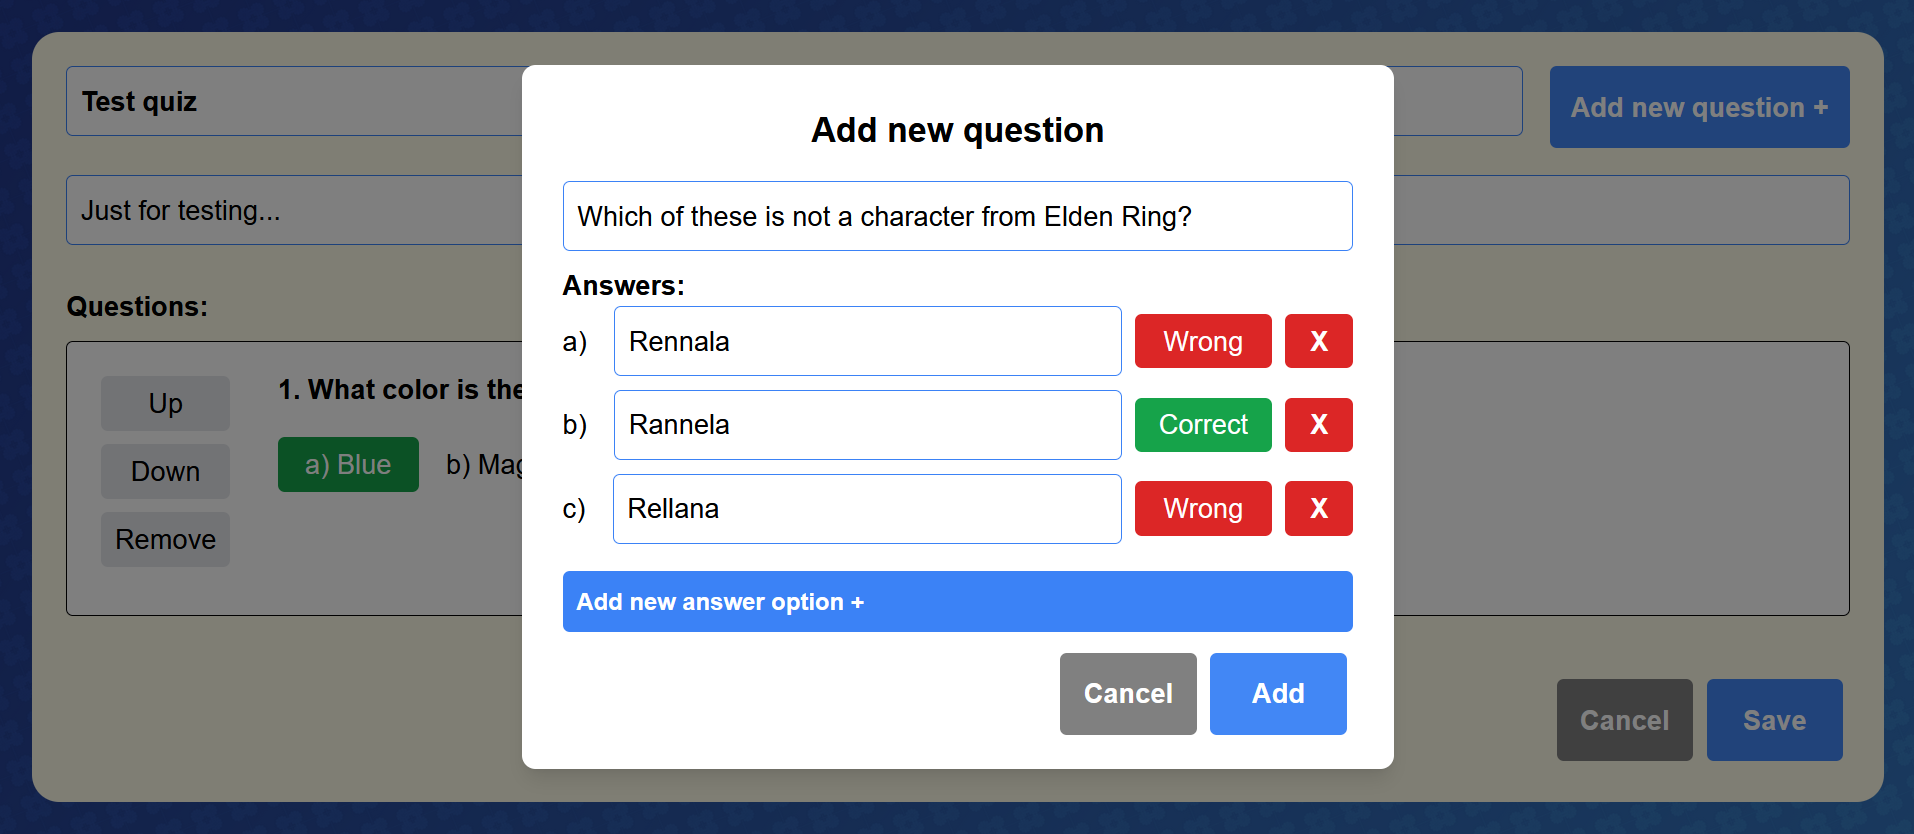 Test quiz
Add new question +
Just for testing...
Questions:
Up
Down
Remove
1. What color is the
a) Blue
b) Mag
Cancel
Save
Add new question
Which of these is not a character from Elden Ring?
Answers:
a) Rennala Wrong X
b) Rannela Correct X
c) Rellana Wrong X
Add new answer option +
Cancel Add